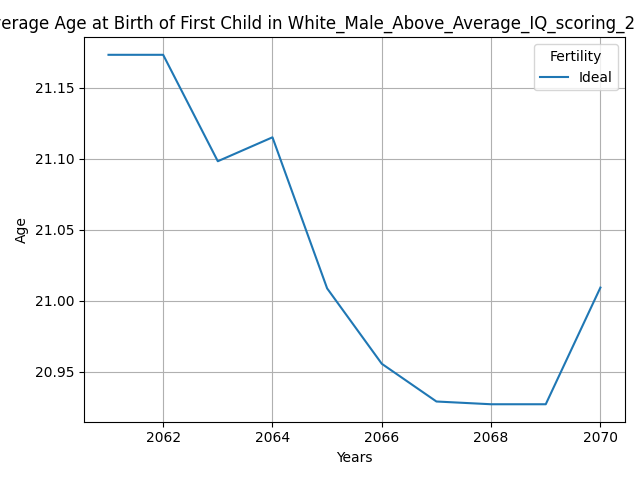 Average Age at Birth of First Child in White_Male_Above_Average_IQ_scoring_2
Fertility
Ideal
21.15
21.10
21.05
21.00
20.95
Age
2062 2064 2066 2068 2070
Years